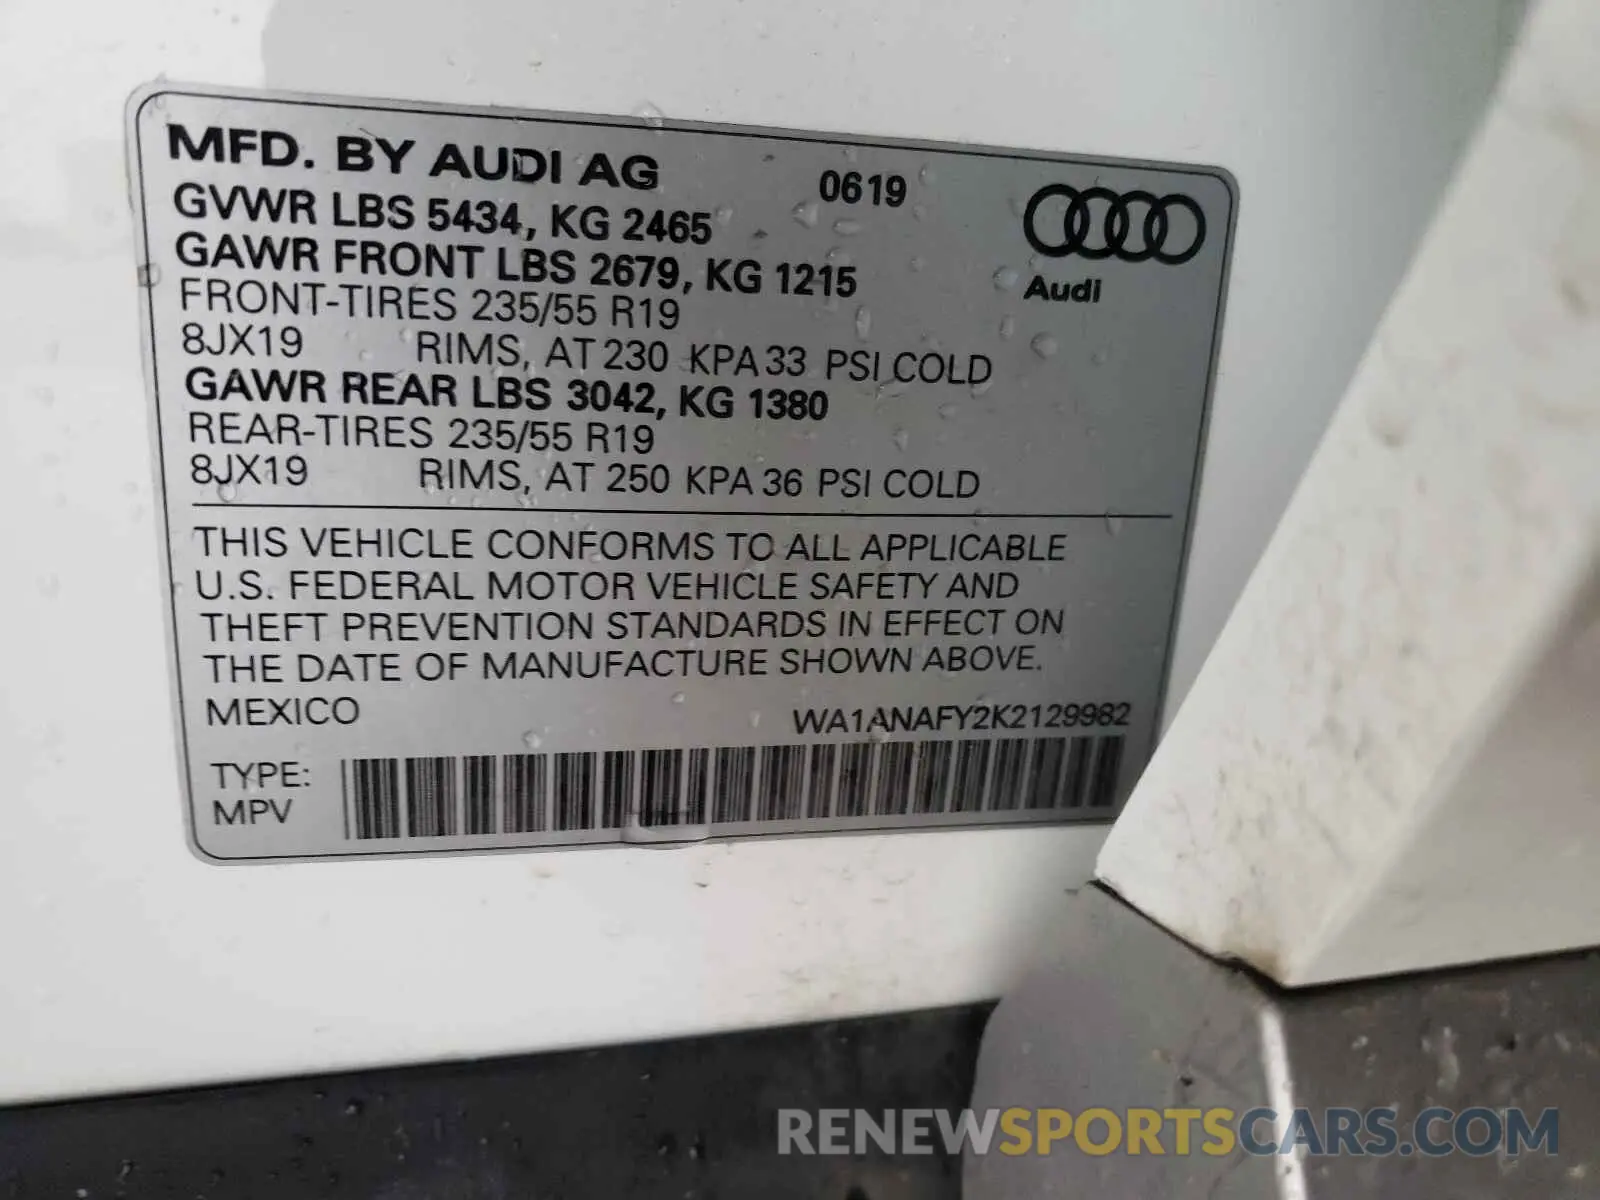 MFD. BY AUDI AG 0619
GVWR LBS 5434, KG 2465
GAWR FRONT LBS 2679, KG 1215
Audi
FRONT-TIRES 235/55 R19
8JX19 RIMS, AT 230 KPA 33 PSI COLD
GAWR REAR LBS 3042, KG 1380
REAR-TIRES 235/55 R19
8JX19 RIMS, AT 250 KPA 36 PSI COLD
THIS VEHICLE CONFORMS TO ALL APPLICABLE
U.S. FEDERAL MOTOR VEHICLE SAFETY AND
THEFT PREVENTION STANDARDS IN EFFECT ON
THE DATE OF MANUFACTURE SHOWN ABOVE.
MEXICO WA1ANAFY2K2129982
TYPE:
MPV
RENEWSPORTSCARS.COM